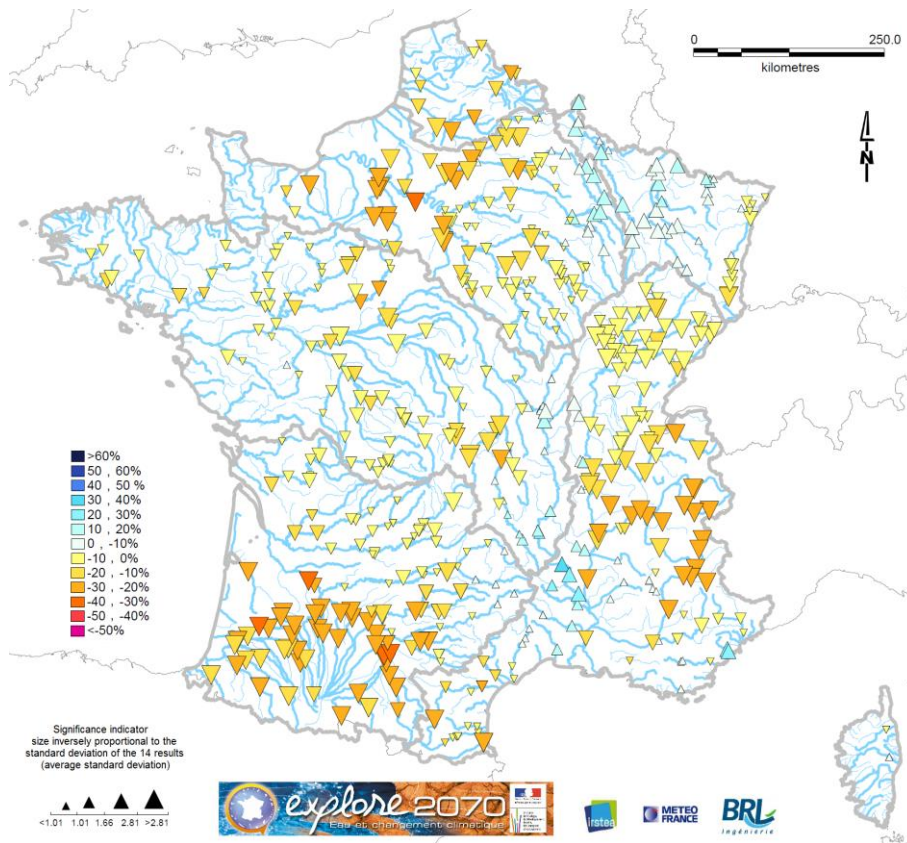 0 250.0
kilometres
N
>60%
50 , 60%
40 , 50 %
30 , 40%
20 , 30%
10 , 20%
0 , -10%
-10 , 0%
-20 , -10%
-30 , -20%
-40 , -30%
-50 , -40%
<-50%
Significance indicator
size inversely proportional to the
standard deviation of the 14 results
(average standard deviation)
<1.01 1.01 1.66 2.81 >2.81
explore 2070
Eau et changement climatique
irstea
METEO
FRANCE
BRL
Ingénierie